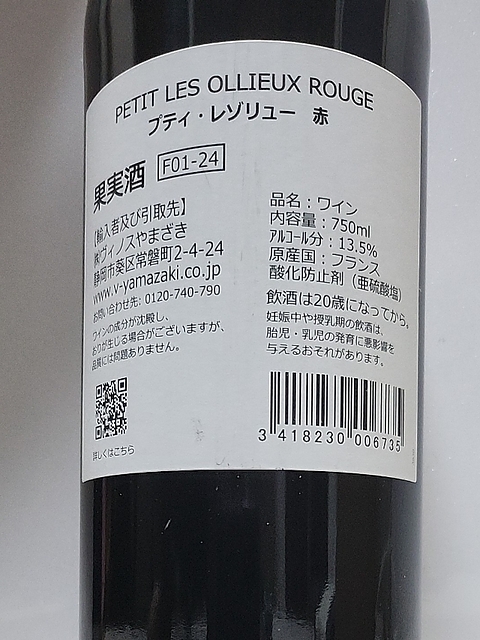 PETIT LES OLLIEUX ROUGE
プティ・レゾリュー 赤
果実酒 F01-24
【輸入者及び引取先】
㈱ヴィノスやまざき
静岡市葵区常磐町2-4-24
www.v-yamazaki.co.jp
お問い合わせ先: 0120-740-790
ワインの成分が沈殿し、
おりが生じる場合がございますが、
品質には問題ありません。
詳しくはこちら
品名：ワイン
内容量：750ml
ｱﾙｺｰﾙ分：13.5%
原産国：フランス
酸化防止剤（亜硫酸塩）
飲酒は20歳になってから。
妊娠中や授乳期の飲酒は、
胎児・乳児の発育に悪影響を
与えるおそれがあります。
3 418230 006735